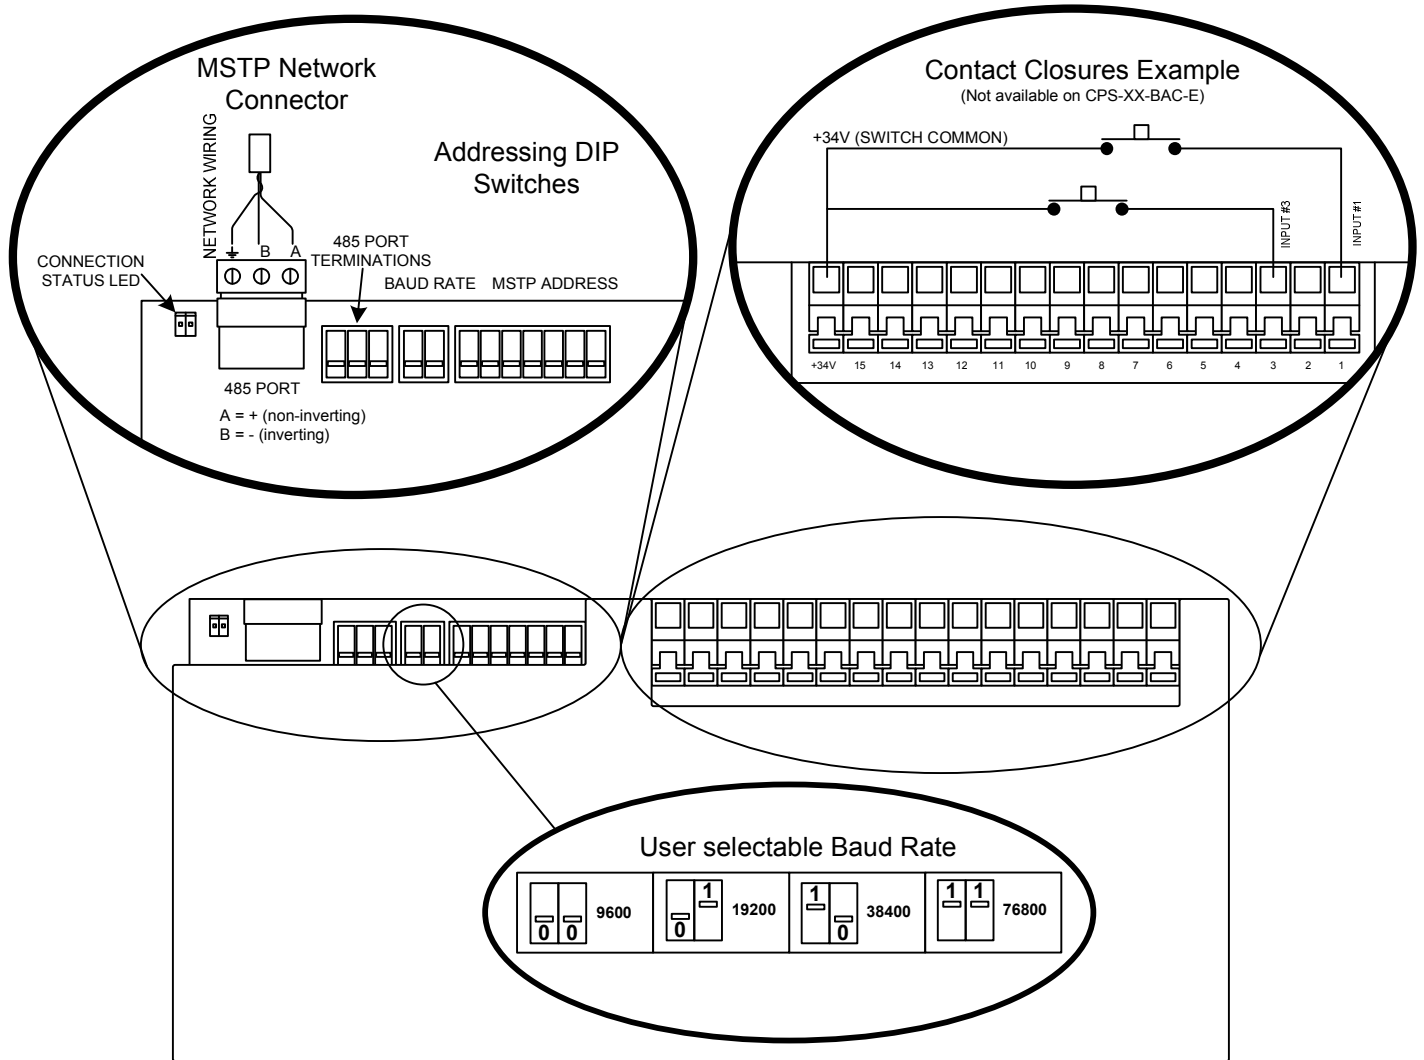 MSTP Network
Connector
NETWORK WIRING
Addressing DIP
Switches
B A
485 PORT
TERMINATIONS
CONNECTION
STATUS LED
BAUD RATE MSTP ADDRESS
485 PORT
A = + (non-inverting)
B = - (inverting)
Contact Closures Example
(Not available on CPS-XX-BAC-E)
+34V (SWITCH COMMON)
INPUT #3
INPUT #1
+34V 15 14 13 12 11 10 9 8 7 6 5 4 3 2 1
User selectable Baud Rate
0 0 9600
0 1 19200
1 0 38400
1 1 76800